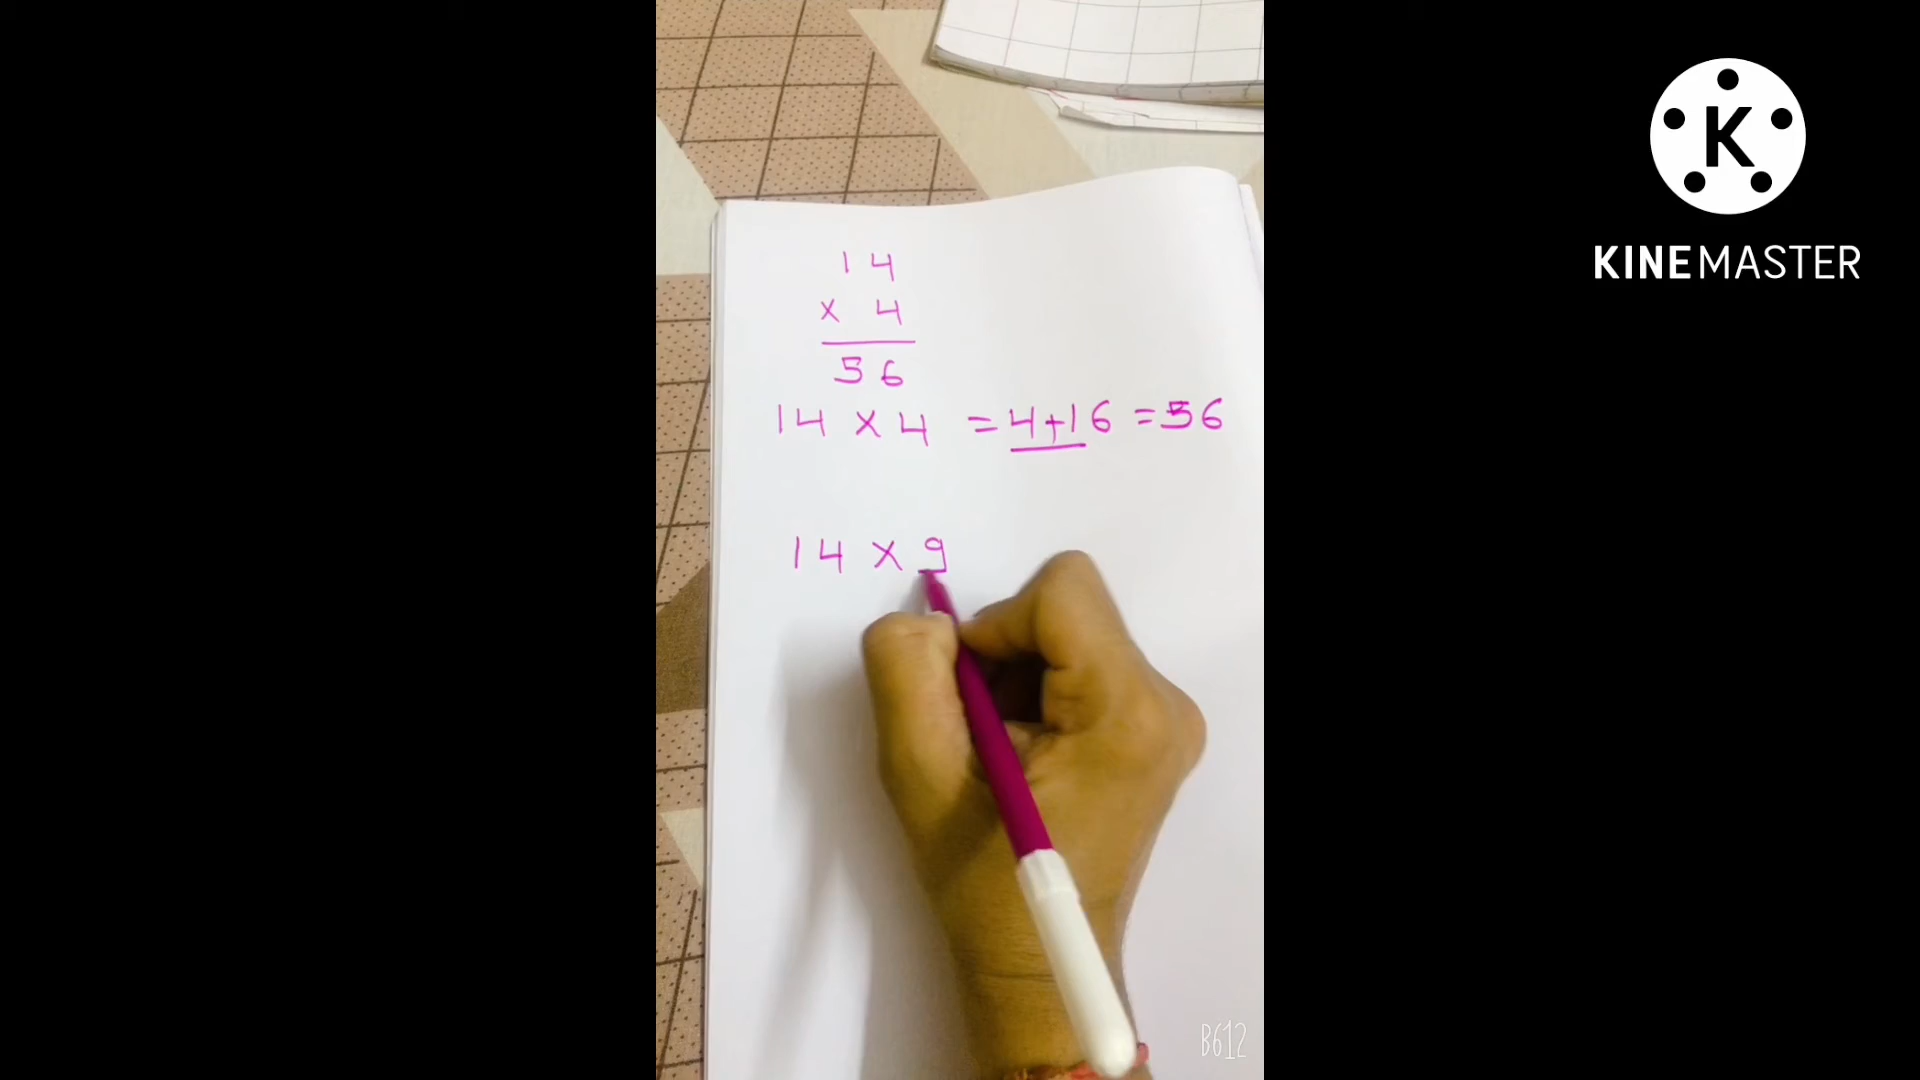 14
× 4
56
14 × 4 = 4+16 = 56
14 × 9
KINEMASTER
B612